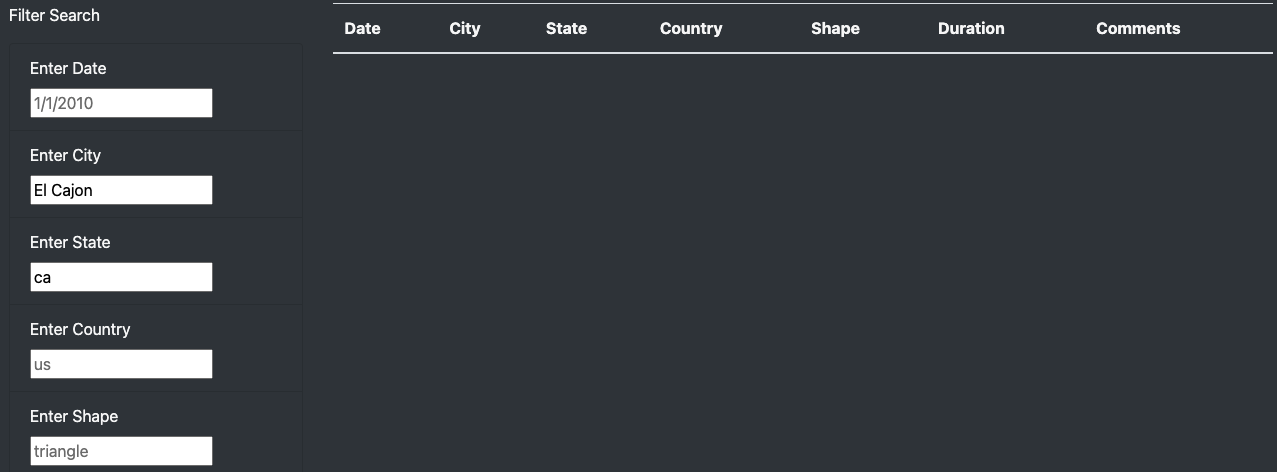 Filter Search
Enter Date
1/1/2010
Enter City
El Cajon
Enter State
ca
Enter Country
us
Enter Shape
triangle
Date City State Country Shape Duration Comments